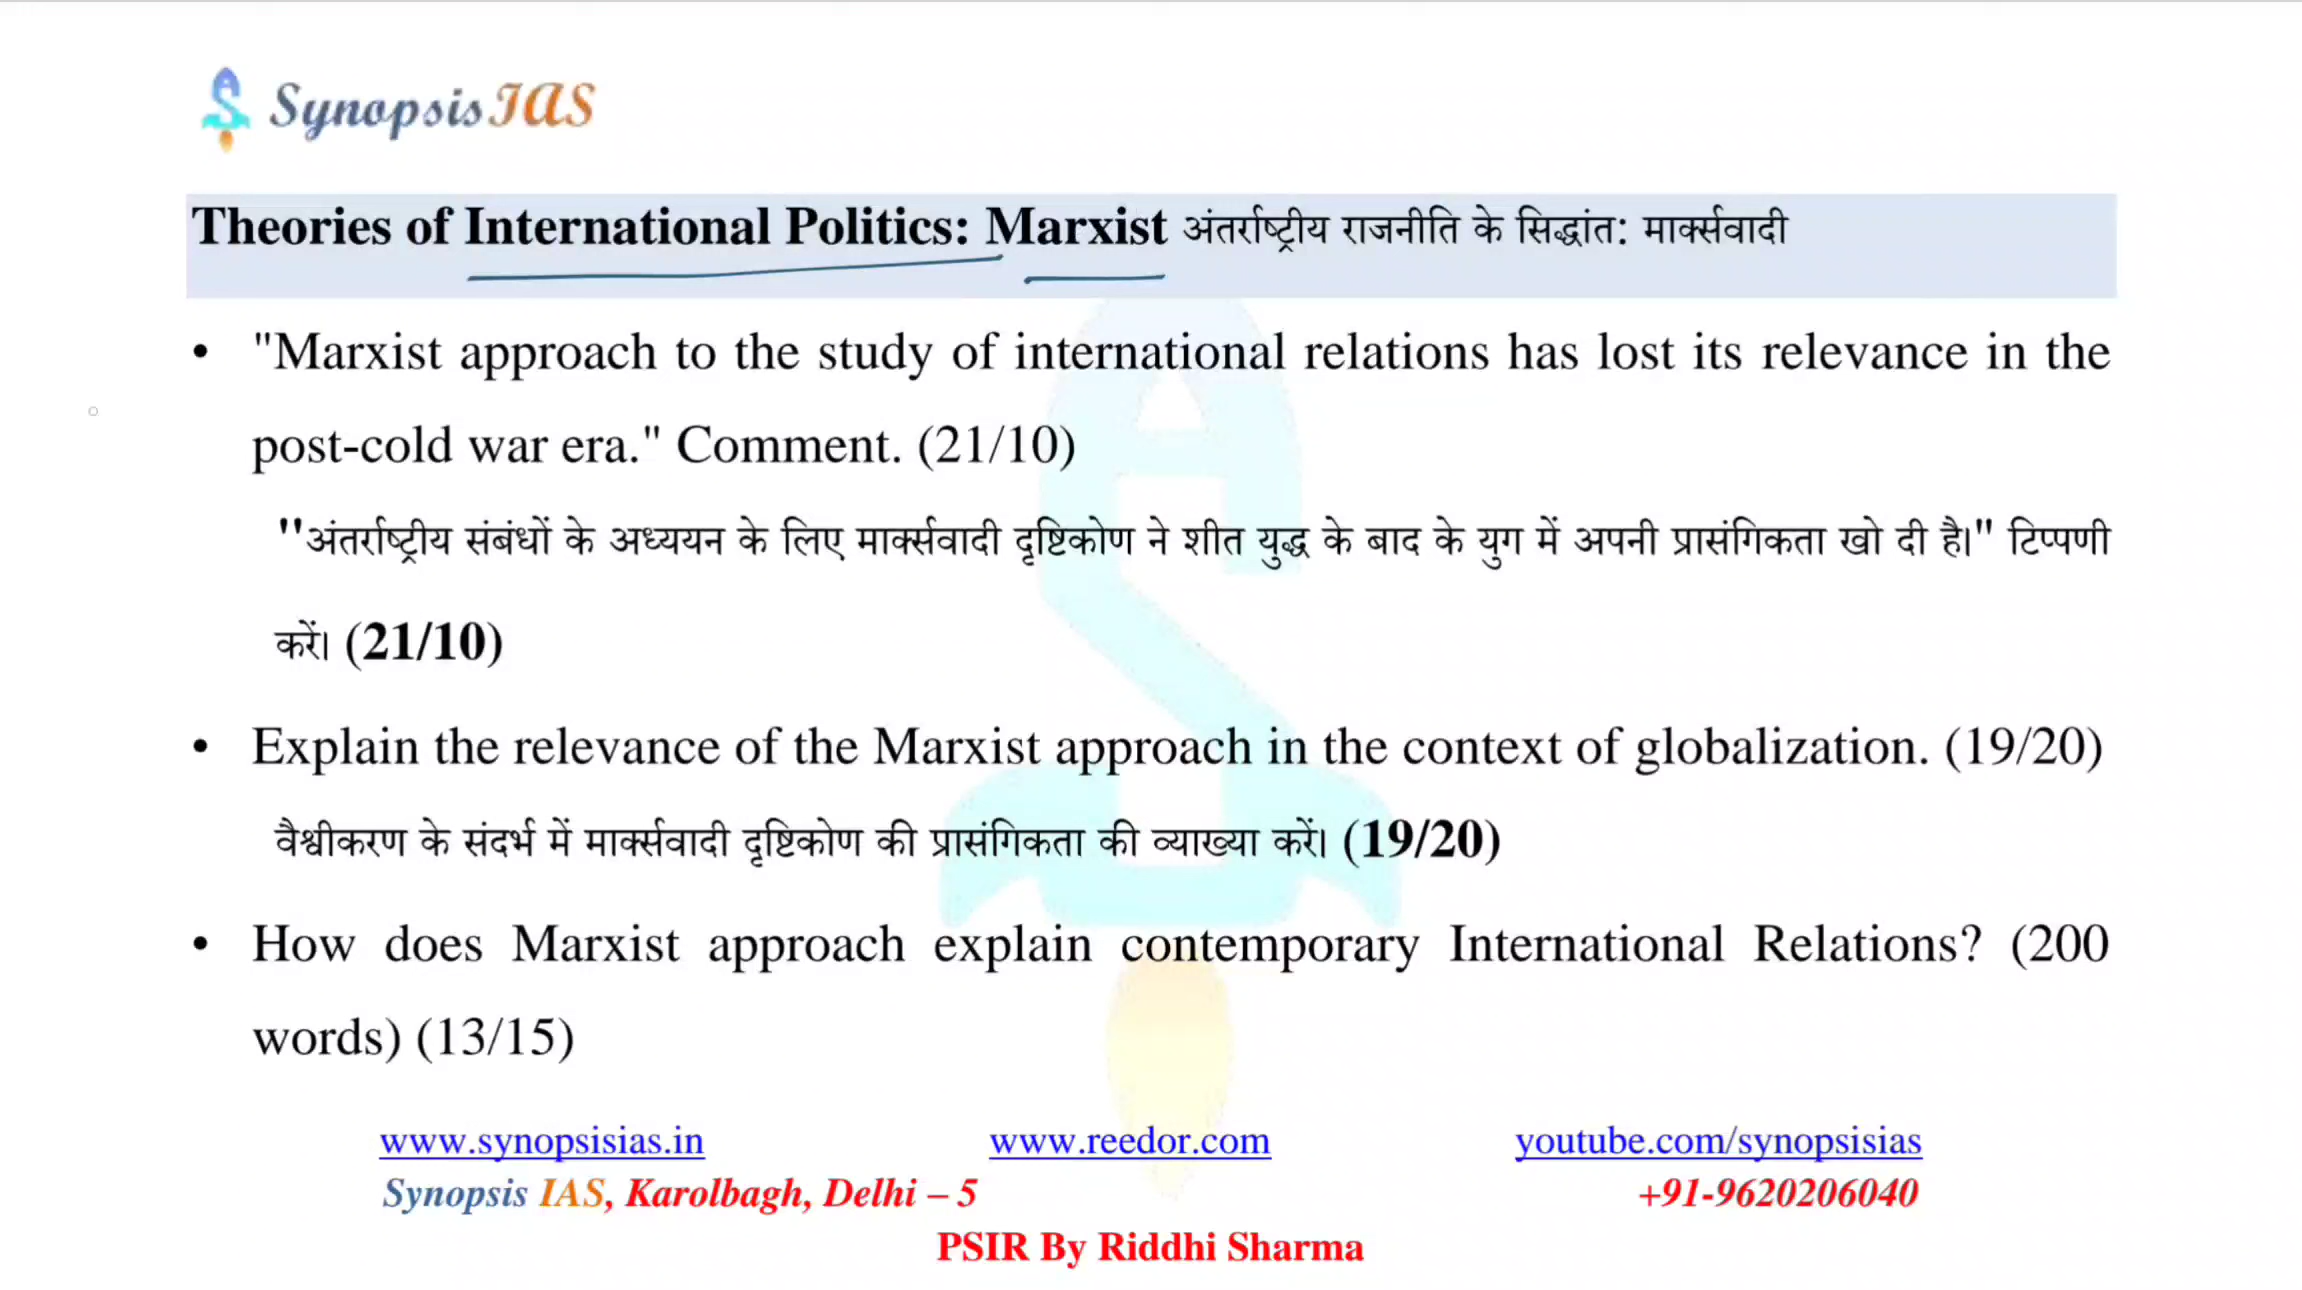 Synopsis IAS
Theories of International Politics: Marxist अंतर्राष्ट्रीय राजनीति के सिद्धांत: मार्क्सवादी
• "Marxist approach to the study of international relations has lost its relevance in the
post-cold war era." Comment. (21/10)
"अंतर्राष्ट्रीय संबंधों के अध्ययन के लिए मार्क्सवादी दृष्टिकोण ने शीत युद्ध के बाद के युग में अपनी प्रासंगिकता खो दी है।" टिप्पणी
करें। (21/10)
• Explain the relevance of the Marxist approach in the context of globalization. (19/20)
वैश्वीकरण के संदर्भ में मार्क्सवादी दृष्टिकोण की प्रासंगिकता की व्याख्या करें। (19/20)
• How does Marxist approach explain contemporary International Relations? (200
words) (13/15)
www.synopsisias.in www.reedor.com youtube.com/synopsisias
Synopsis IAS, Karolbagh, Delhi – 5 +91-9620206040
PSIR By Riddhi Sharma